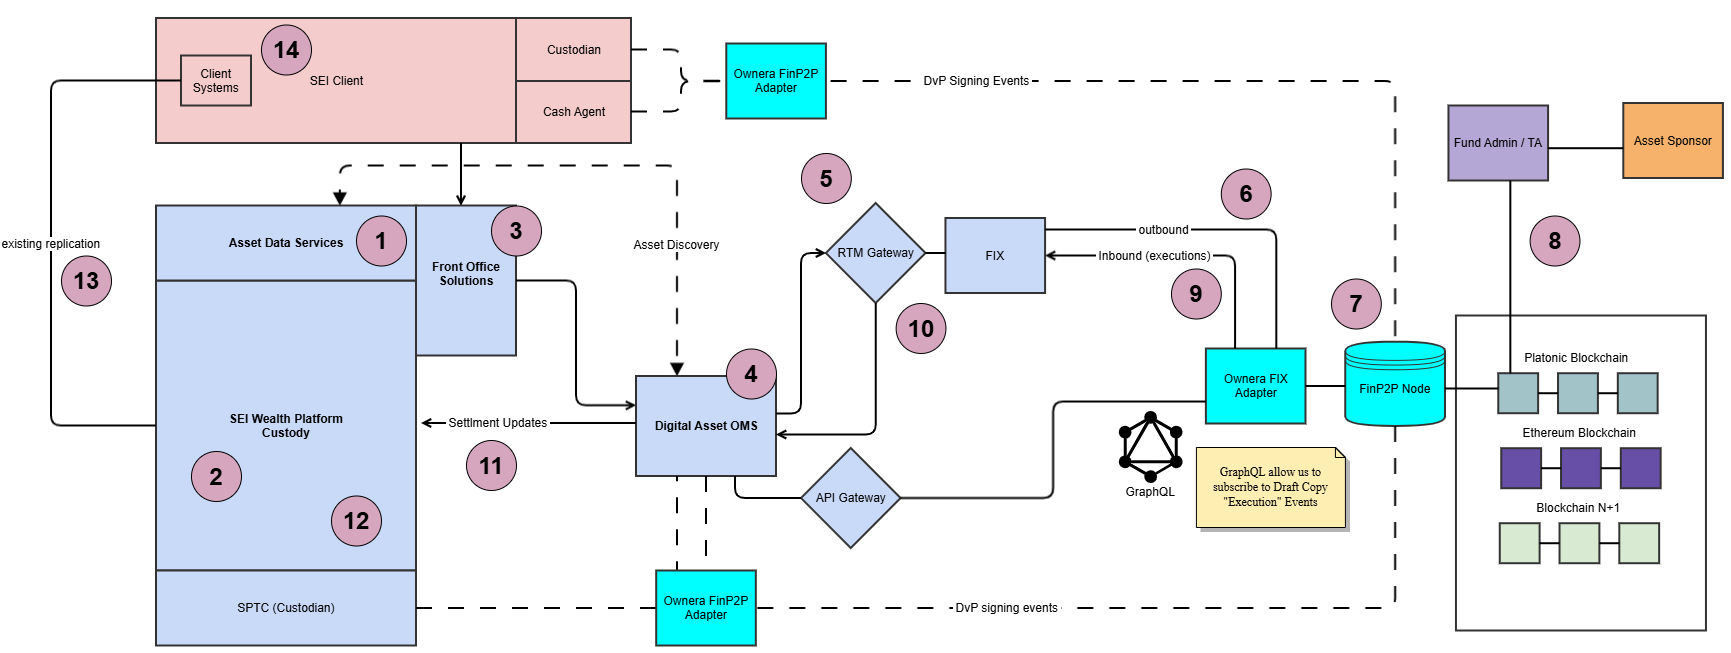 14
Client
Systems
SEI Client
Custodian
Cash Agent
Ownera FinP2P
Adapter
DvP Signing Events
Fund Admin / TA
Asset Sponsor
existing replication
13
Asset Data Services
1
3
Front Office
Solutions
Asset Discovery
5
RTM Gateway
FIX
6
outbound
Inbound (executions)
9
10
7
8
SEI Wealth Platform
Custody
2
12
Settlment Updates
11
4
Digital Asset OMS
API Gateway
Ownera FIX
Adapter
FinP2P Node
GraphQL
GraphQL allow us to
subscribe to Draft Copy
"Execution" Events
Platonic Blockchain
Ethereum Blockchain
Blockchain N+1
SPTC (Custodian)
Ownera FinP2P
Adapter
DvP signing events